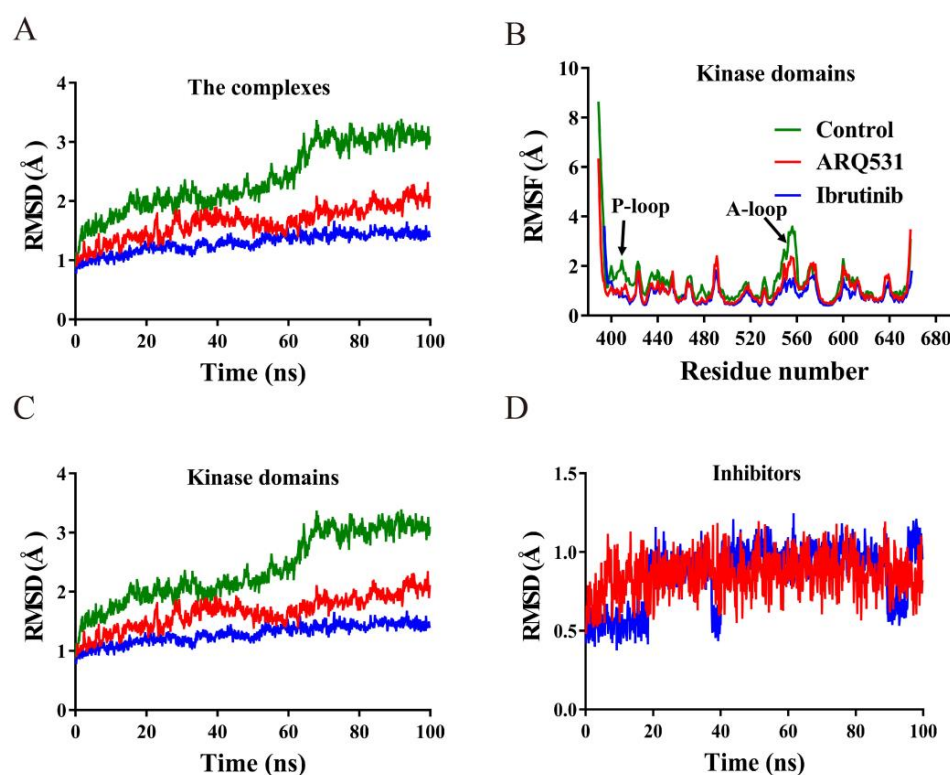 A
The complexes
RMSD (Å)
4
3
2
1
0
0 20 40 60 80 100
Time (ns)
B
Kinase domains
RMSF (Å)
10
8
6
4
2
0
Control
ARQ531
Ibrutinib
P-loop
A-loop
400 440 480 520 560 600 640 680
Residue number
C
Kinase domains
RMSD (Å)
4
3
2
1
0
0 20 40 60 80 100
Time (ns)
D
Inhibitors
RMSD (Å)
1.5
1.0
0.5
0.0
0 20 40 60 80 100
Time (ns)